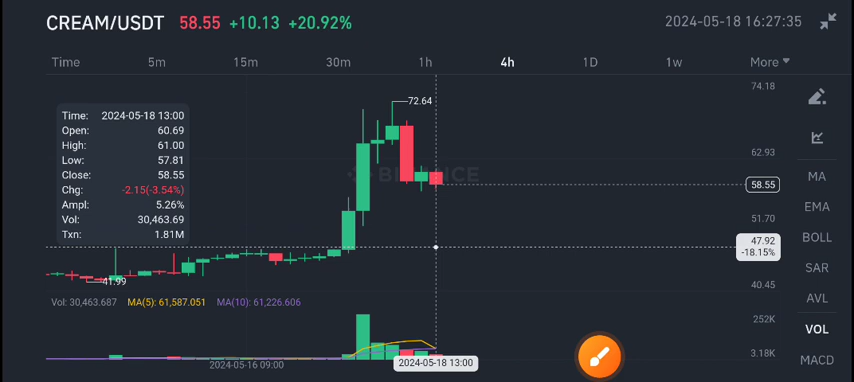 CREAM/USDT 58.55 +10.13 +20.92% 2024-05-18 16:27:35
Time 5m 15m 30m 1h 4h 1D 1w More
74.18
72.64
Time: 2024-05-18 13:00
Open: 60.69
High: 61.00
Low: 57.81
Close: 58.55
Chg: -2.15(-3.54%)
Ampl: 5.26%
Vol: 30,463.69
Txn: 1.81M
62.93
BINANCE
58.55
51.70
47.92
-18.15%
41.99
40.45
MA
EMA
BOLL
SAR
AVL
VOL
MACD
Vol: 30,463.687 MA(5): 61,587.051 MA(10): 61,226.606
252K
3.18K
2024-05-16 09:00
2024-05-18 13:00